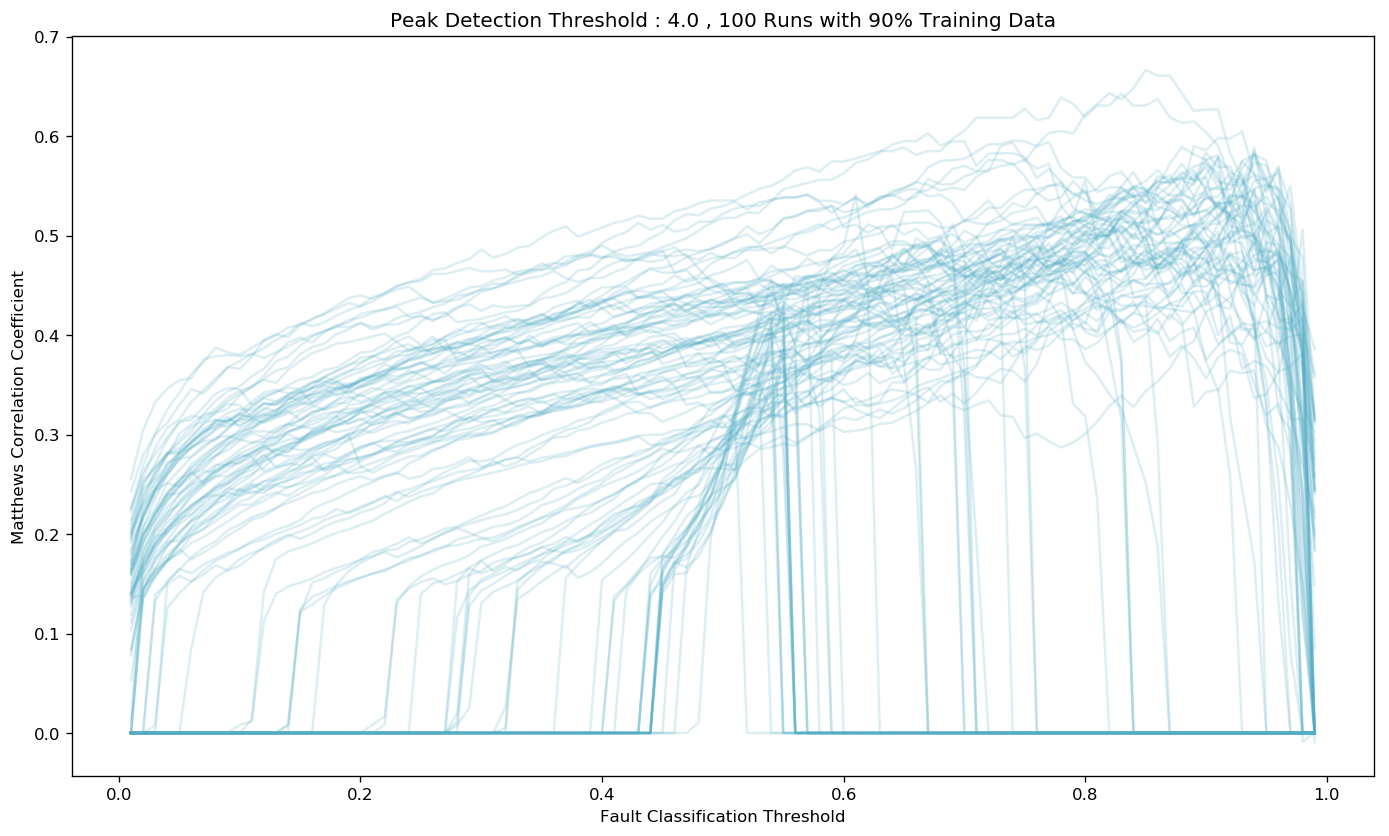 Peak Detection Threshold : 4.0 , 100 Runs with 90% Training Data
0.7
0.6
0.5
0.4
0.3
0.2
0.1
0.0
Matthews Correlation Coefficient
0.0 0.2 0.4 0.6 0.8 1.0
Fault Classification Threshold